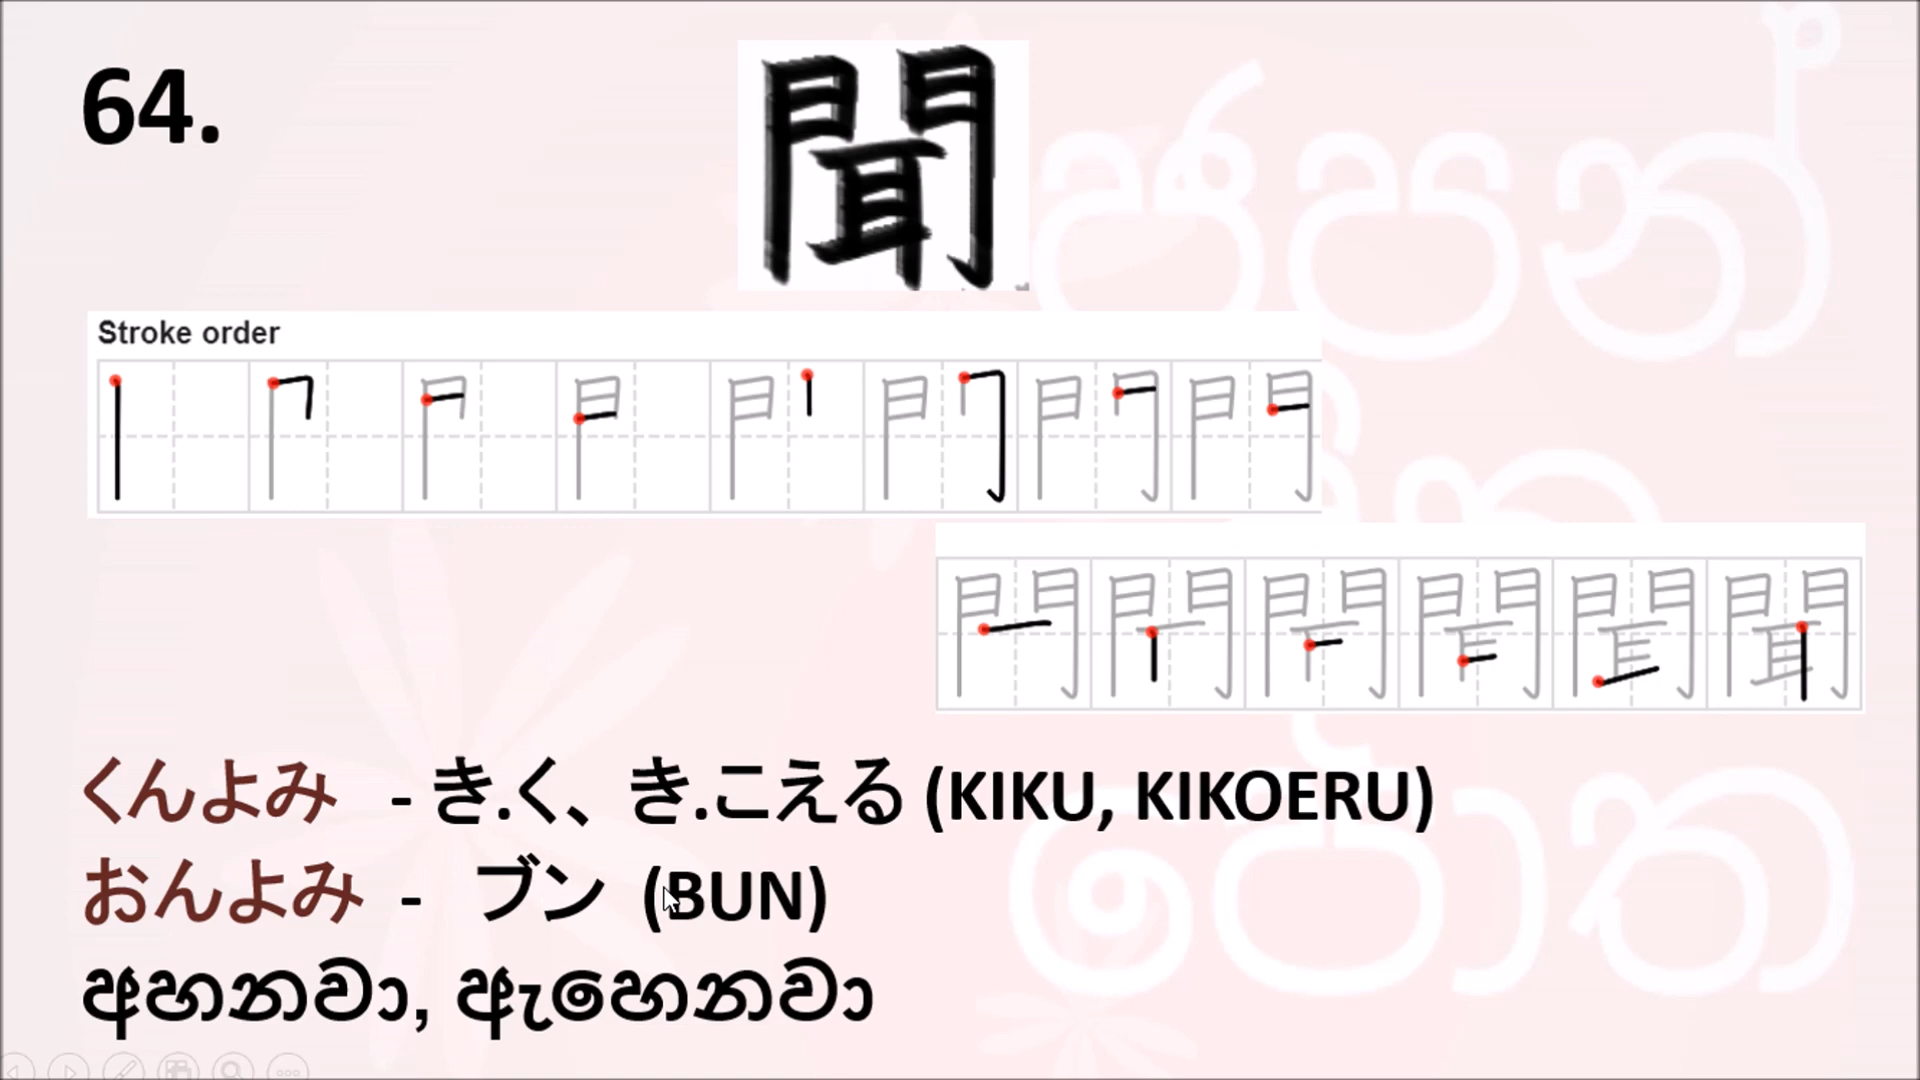 64.
聞
Stroke order
くんよみ - き.く、き.こえる (KIKU, KIKOERU)
おんよみ - ブン (BUN)
අහනවා, ඇහෙනවා